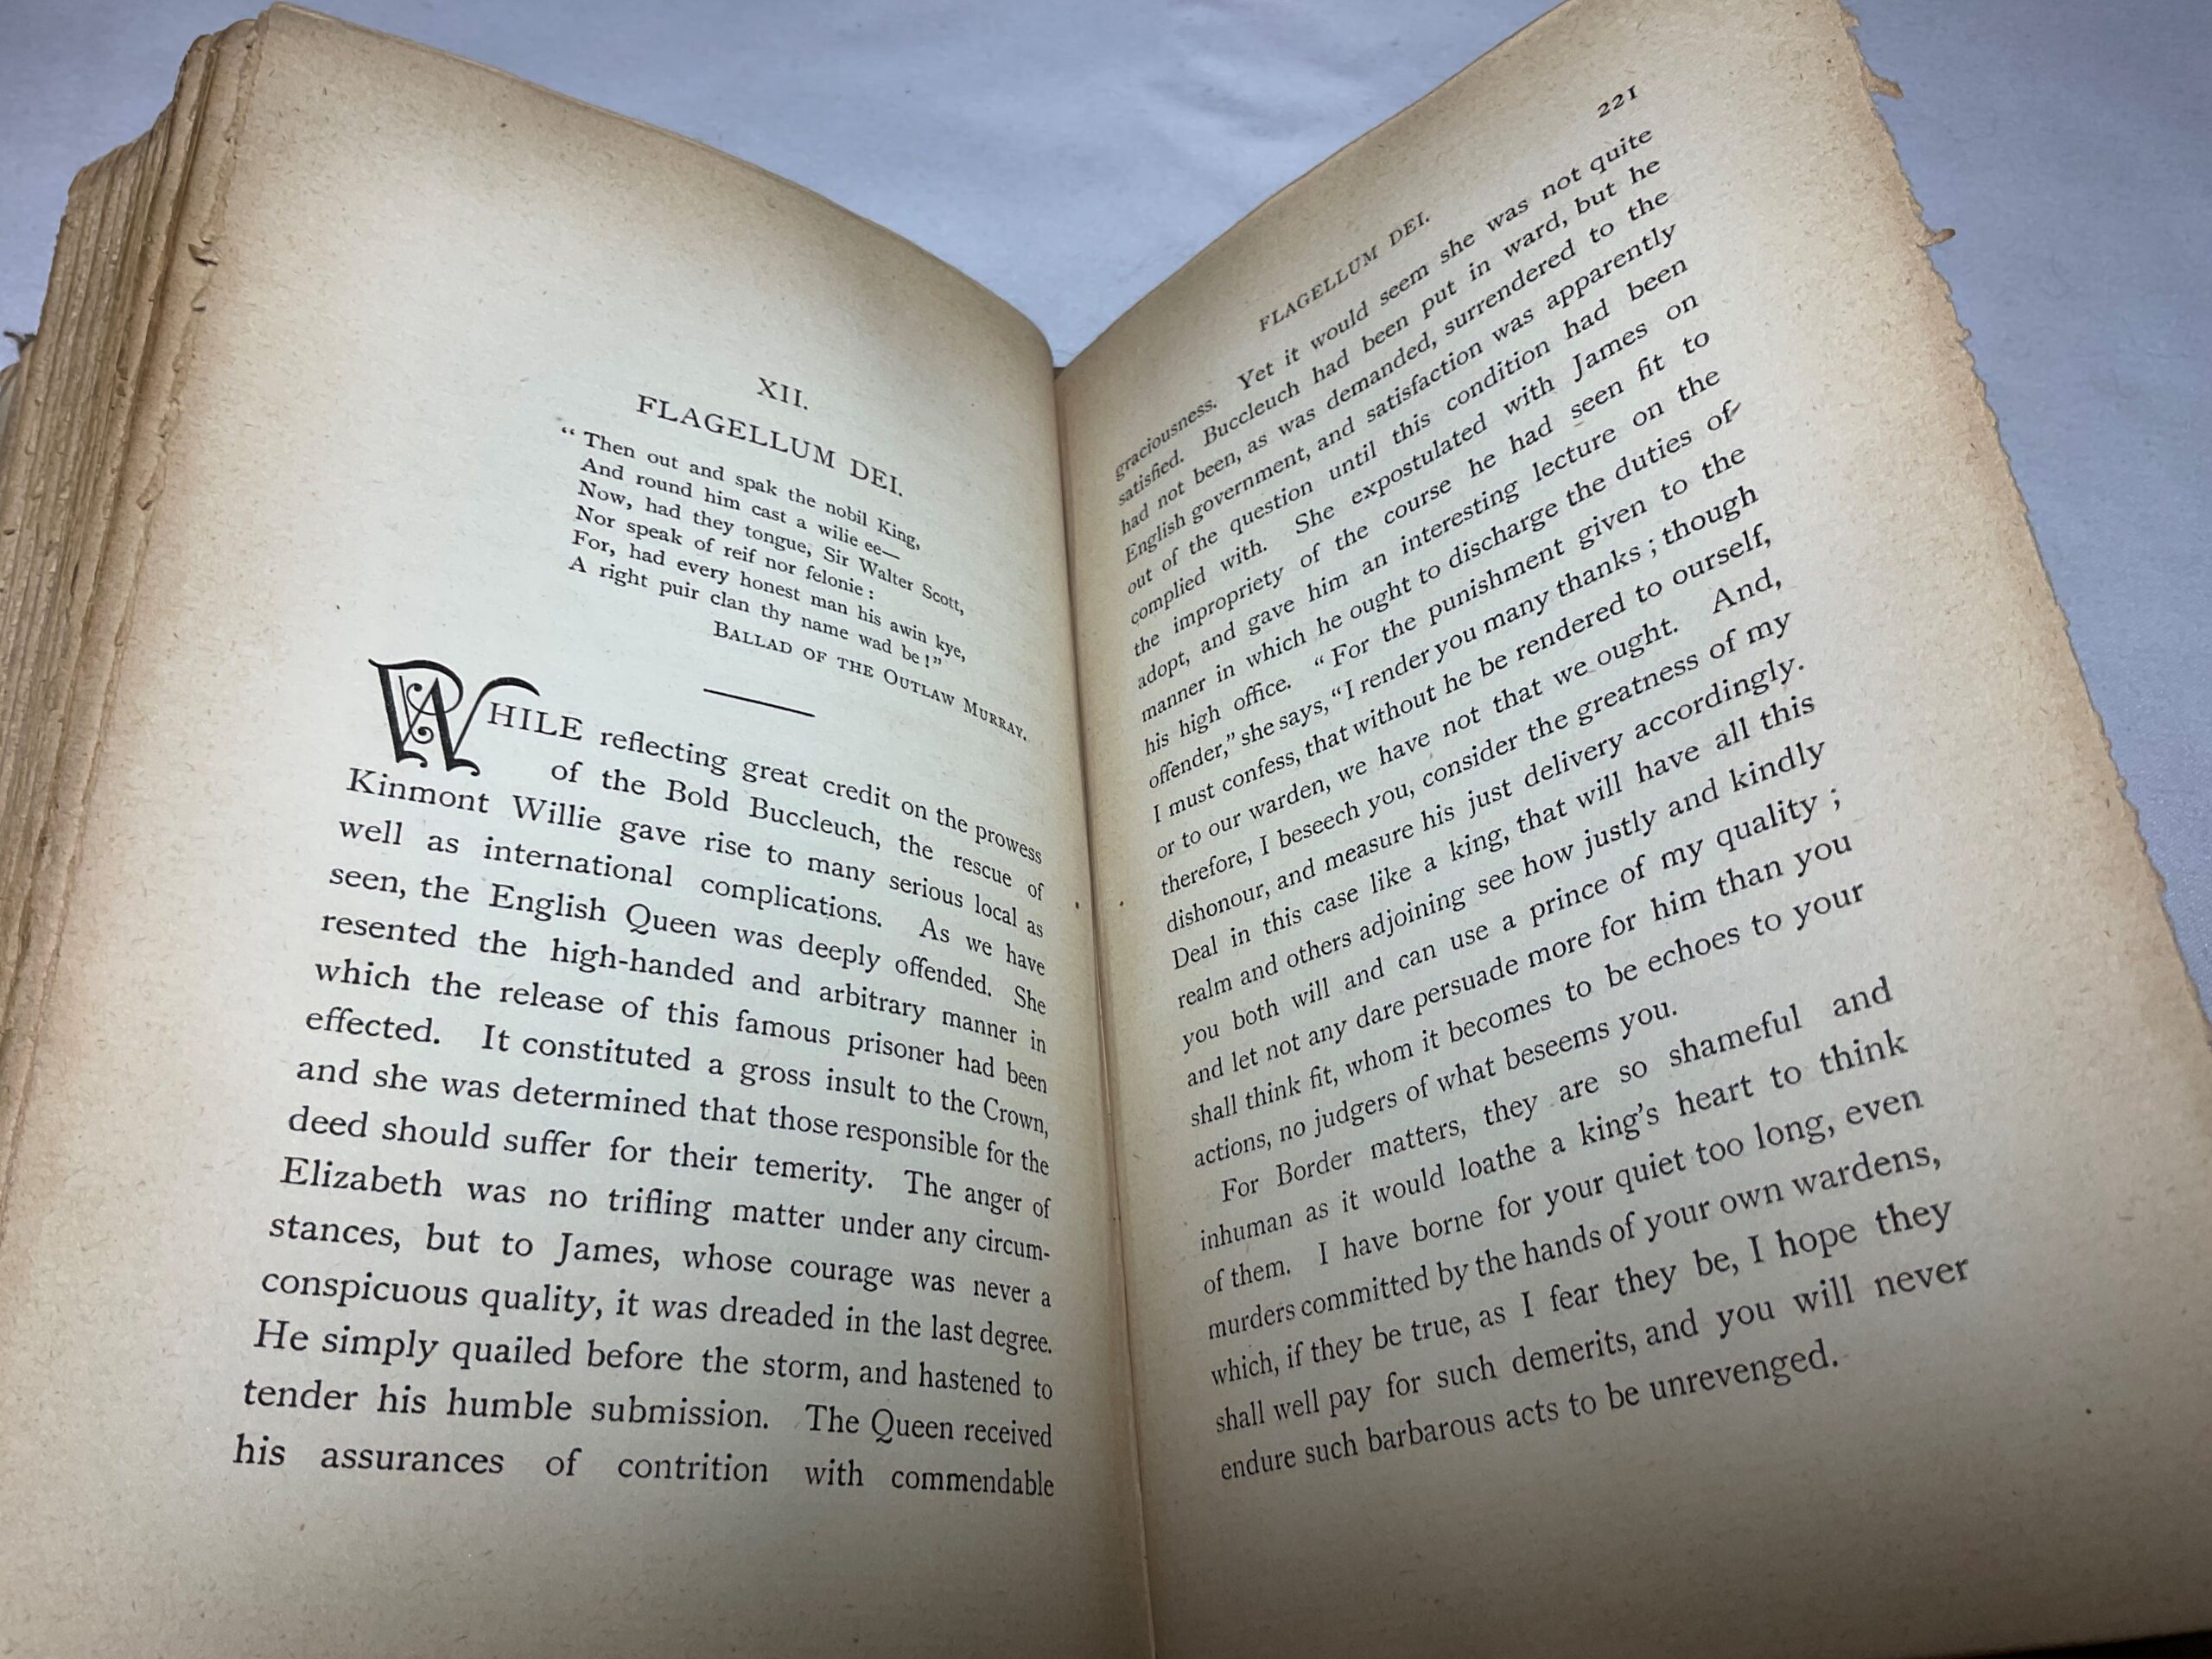 XII.
FLAGELLUM DEI.
“Then out and spak the nobil King,
And round him cast a wilie ee—
Now, had they tongue, Sir Walter Scott,
Nor speak of reif nor felonie :
For, had every honest man his awin kye,
A right puir clan thy name wad be!”
BALLAD OF THE OUTLAW MURRAY.
WHILE reflecting great credit on the prowess
of the Bold Buccleuch, the rescue of
Kinmont Willie gave rise to many serious local as
well as international complications. As we have
seen, the English Queen was deeply offended. She
resented the high-handed and arbitrary manner in
which the release of this famous prisoner had been
effected. It constituted a gross insult to the Crown,
and she was determined that those responsible for the
deed should suffer for their temerity. The anger of
Elizabeth was no trifling matter under any circum-
stances, but to James, whose courage was never a
conspicuous quality, it was dreaded in the last degree.
He simply quailed before the storm, and hastened to
tender his humble submission. The Queen received
his assurances of contrition with commendable
FLAGELLUM DEI. 221
graciousness. Yet it would seem she was not quite
satisfied. Buccleuch had been put in ward, but he
had not been, as was demanded, surrendered to the
English government, and satisfaction was apparently
out of the question until this condition had been
complied with. She expostulated with James on
the impropriety of the course he had seen fit to
adopt, and gave him an interesting lecture on the
manner in which he ought to discharge the duties of
his high office. “For the punishment given to the
offender,” she says, “I render you many thanks ; though
I must confess, that without he be rendered to ourself,
or to our warden, we have not that we ought. And,
therefore, I beseech you, consider the greatness of my
dishonour, and measure his just delivery accordingly.
Deal in this case like a king, that will have all this
realm and others adjoining see how justly and kindly
you both will and can use a prince of my quality ;
and let not any dare persuade more for him than you
shall think fit, whom it becomes to be echoes to your
actions, no judgers of what beseems you.
For Border matters, they are so shameful and
inhuman as it would loathe a king’s heart to think
of them. I have borne for your quiet too long, even
murders committed by the hands of your own wardens,
which, if they be true, as I fear they be, I hope they
shall well pay for such demerits, and you will never
endure such barbarous acts to be unrevenged.